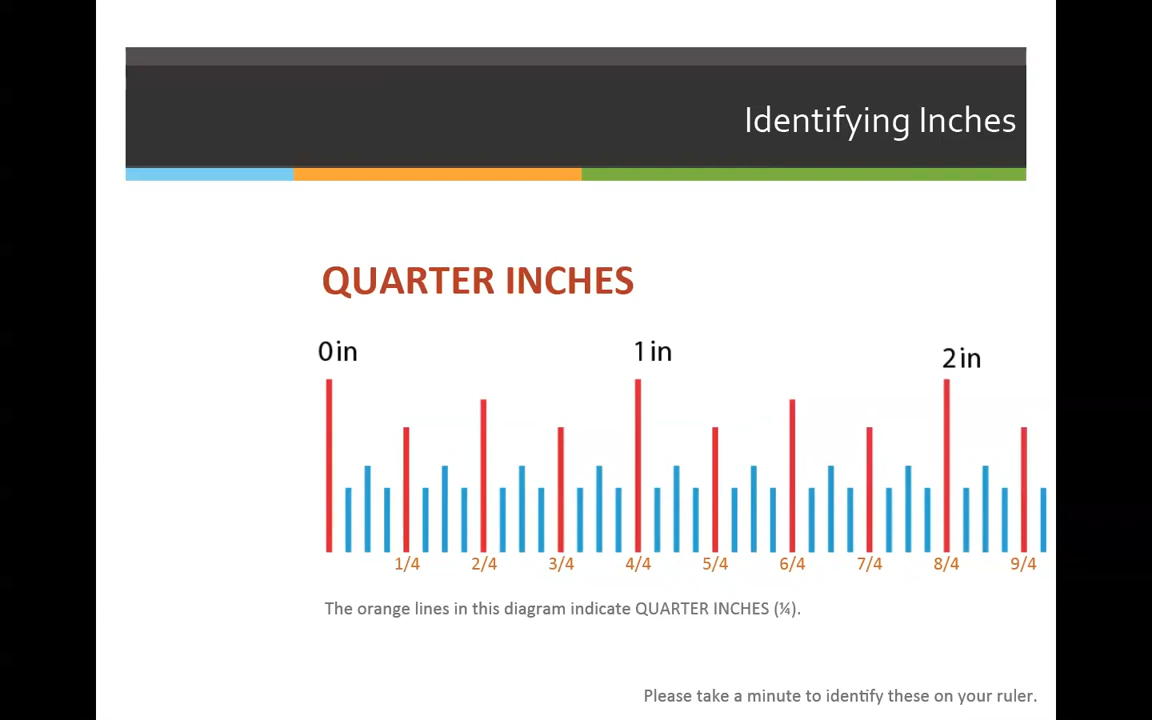 Identifying Inches
QUARTER INCHES
0 in 1 in 2 in
1/4 2/4 3/4 4/4 5/4 6/4 7/4 8/4 9/4
The orange lines in this diagram indicate QUARTER INCHES (¼).
Please take a minute to identify these on your ruler.